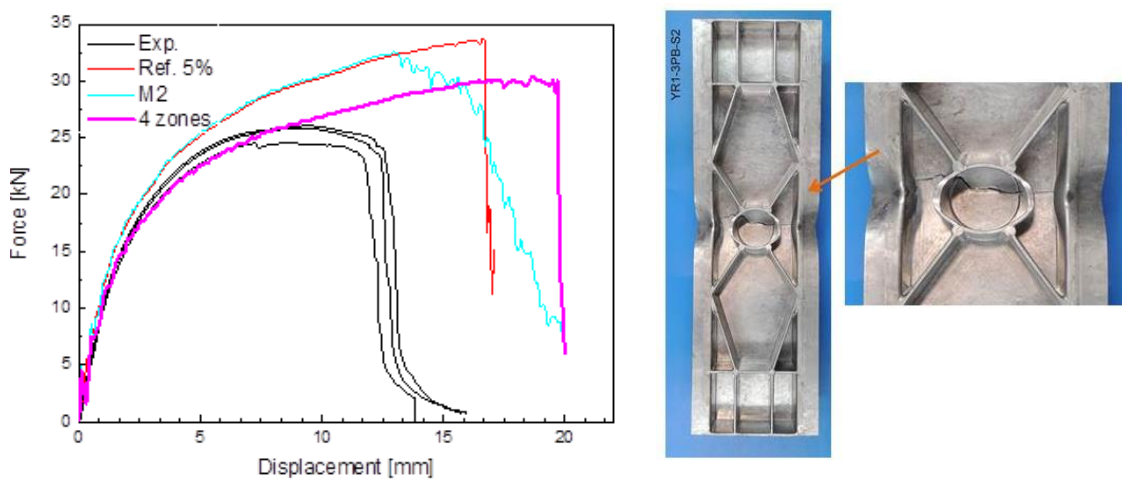 35
30
25
20
15
10
5
0
Force [kN]
Exp.
Ref. 5%
M2
4 zones
0
5
10
15
20
Displacement [mm]
YR1-3PB-S2